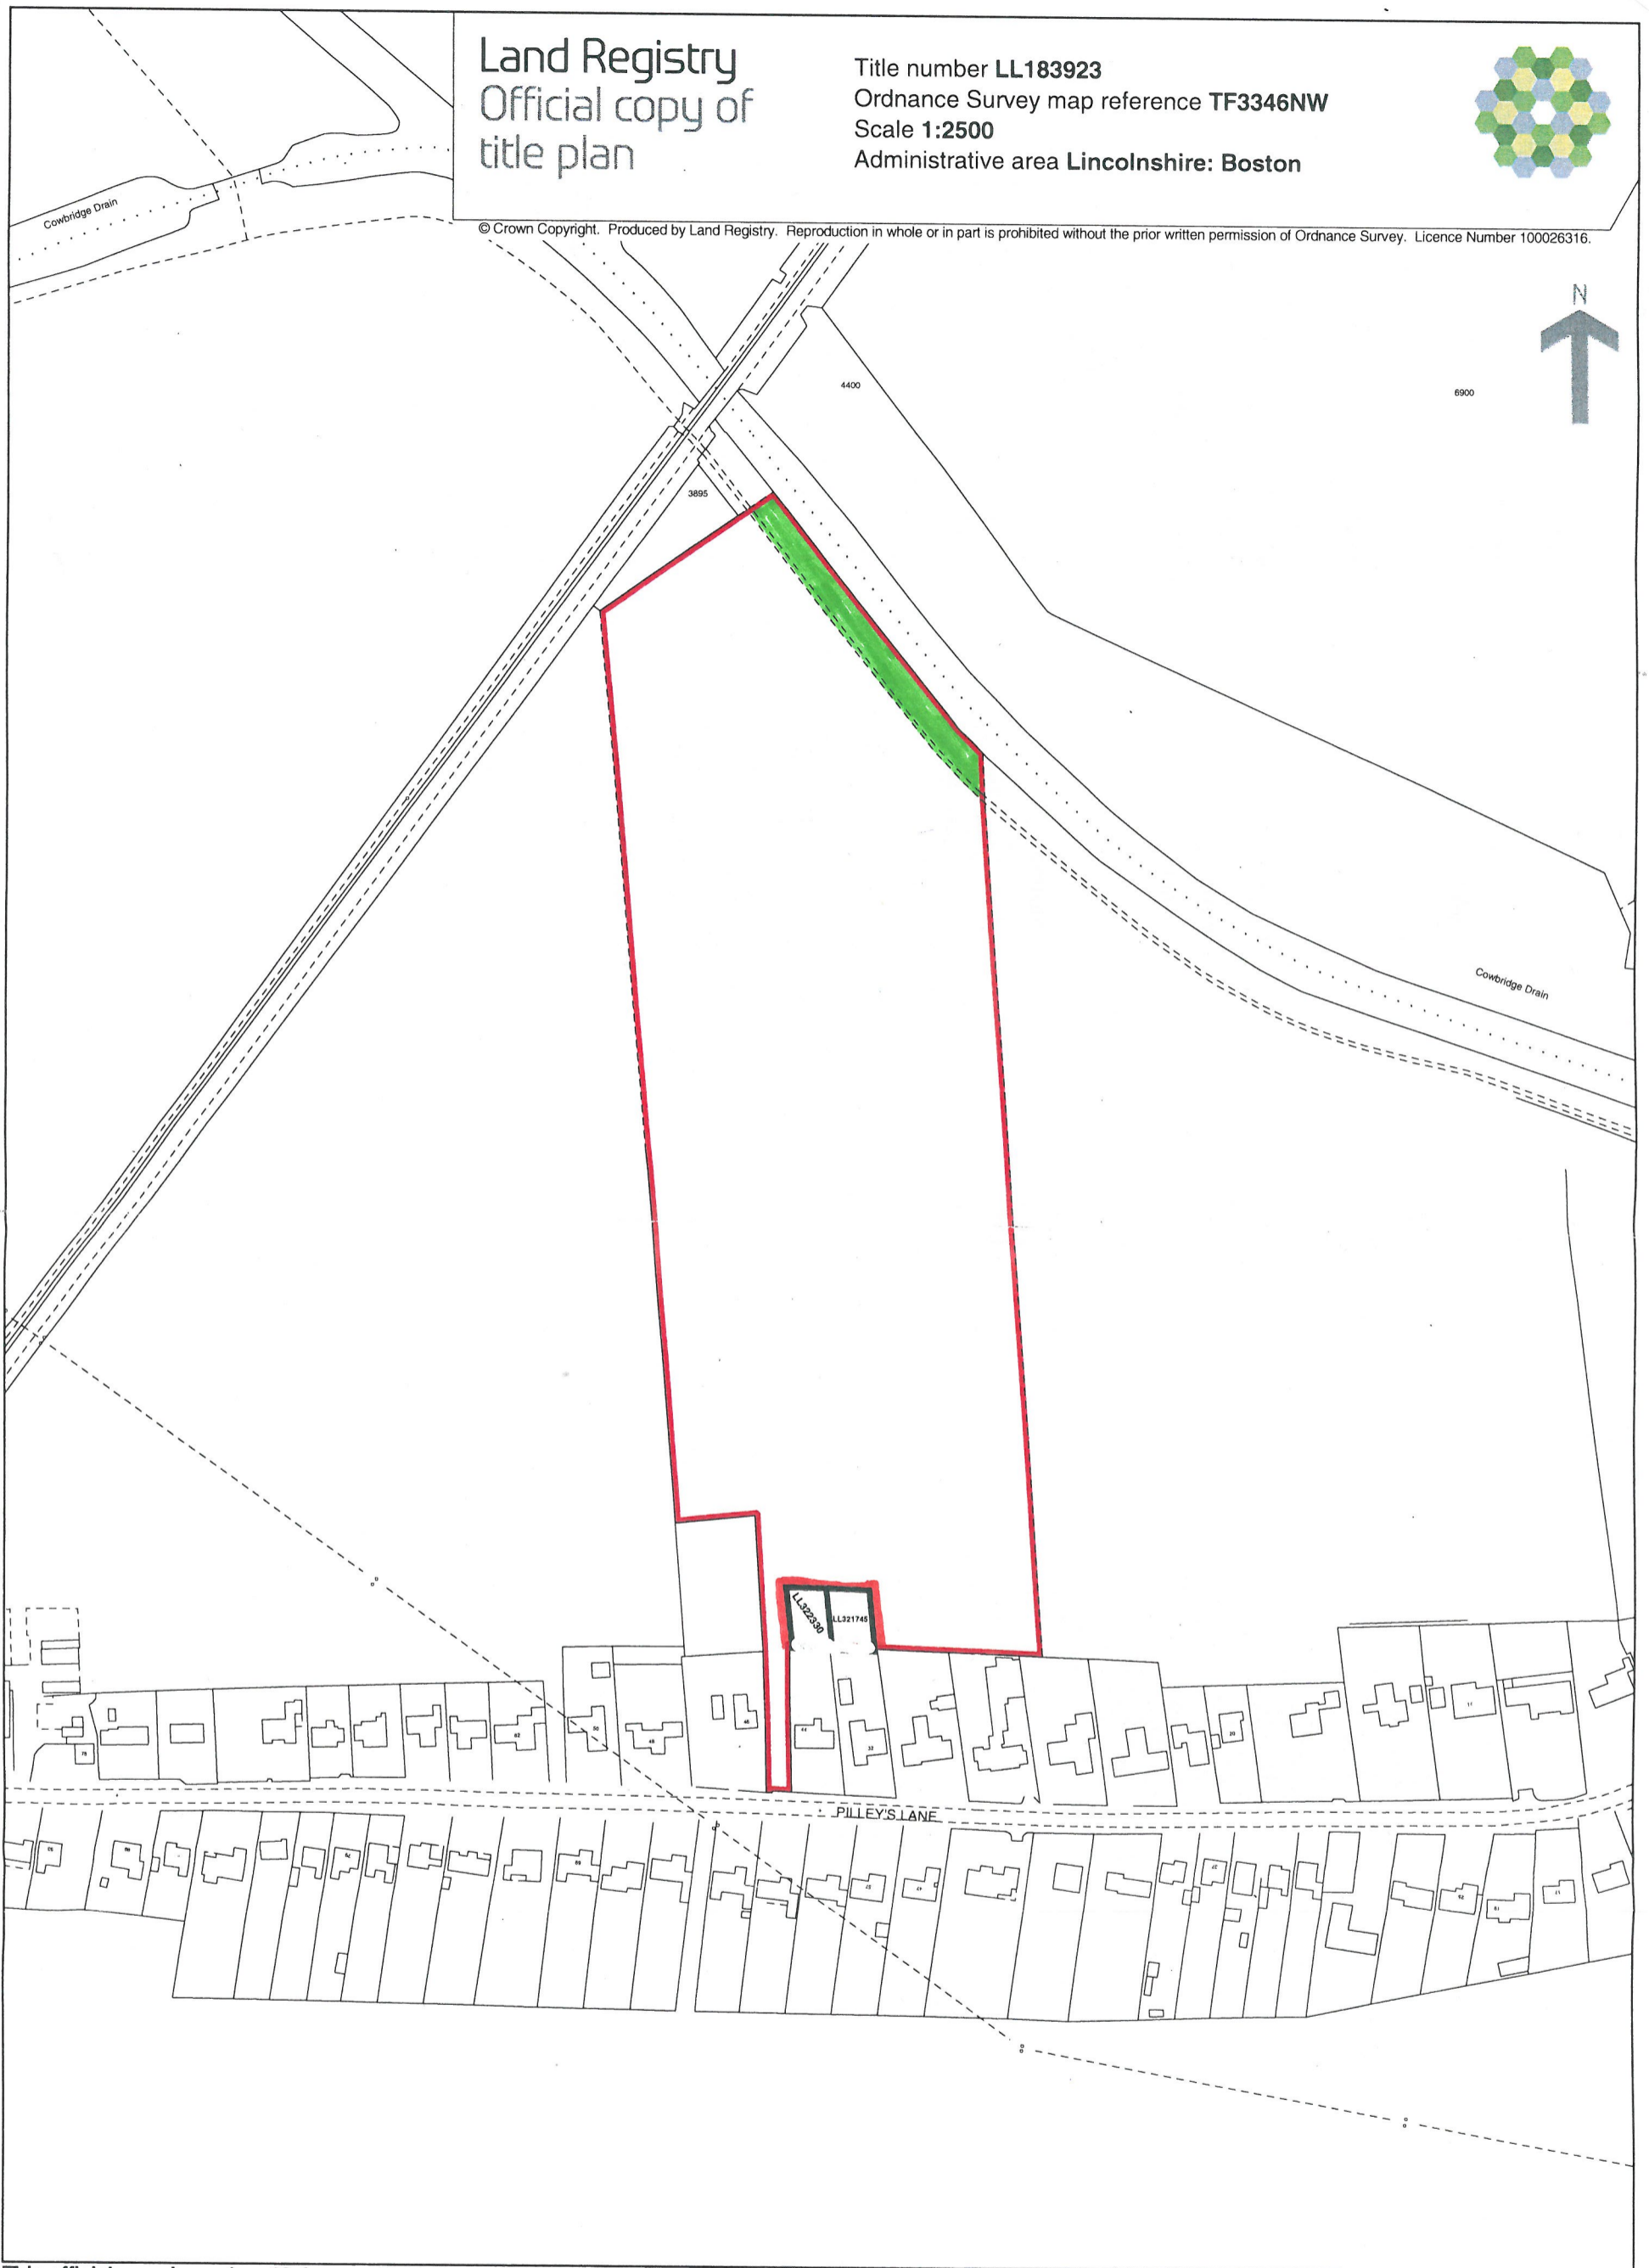 Land Registry
Official copy of
title plan
Title number LL183923
Ordnance Survey map reference TF3346NW
Scale 1:2500
Administrative area Lincolnshire: Boston
© Crown Copyright. Produced by Land Registry. Reproduction in whole or in part is prohibited without the prior written permission of Ordnance Survey. Licence Number 100026316.
N
Cowbridge Drain
4400
6900
3895
Cowbridge Drain
LL322330
LL321745
PILLEY'S LANE